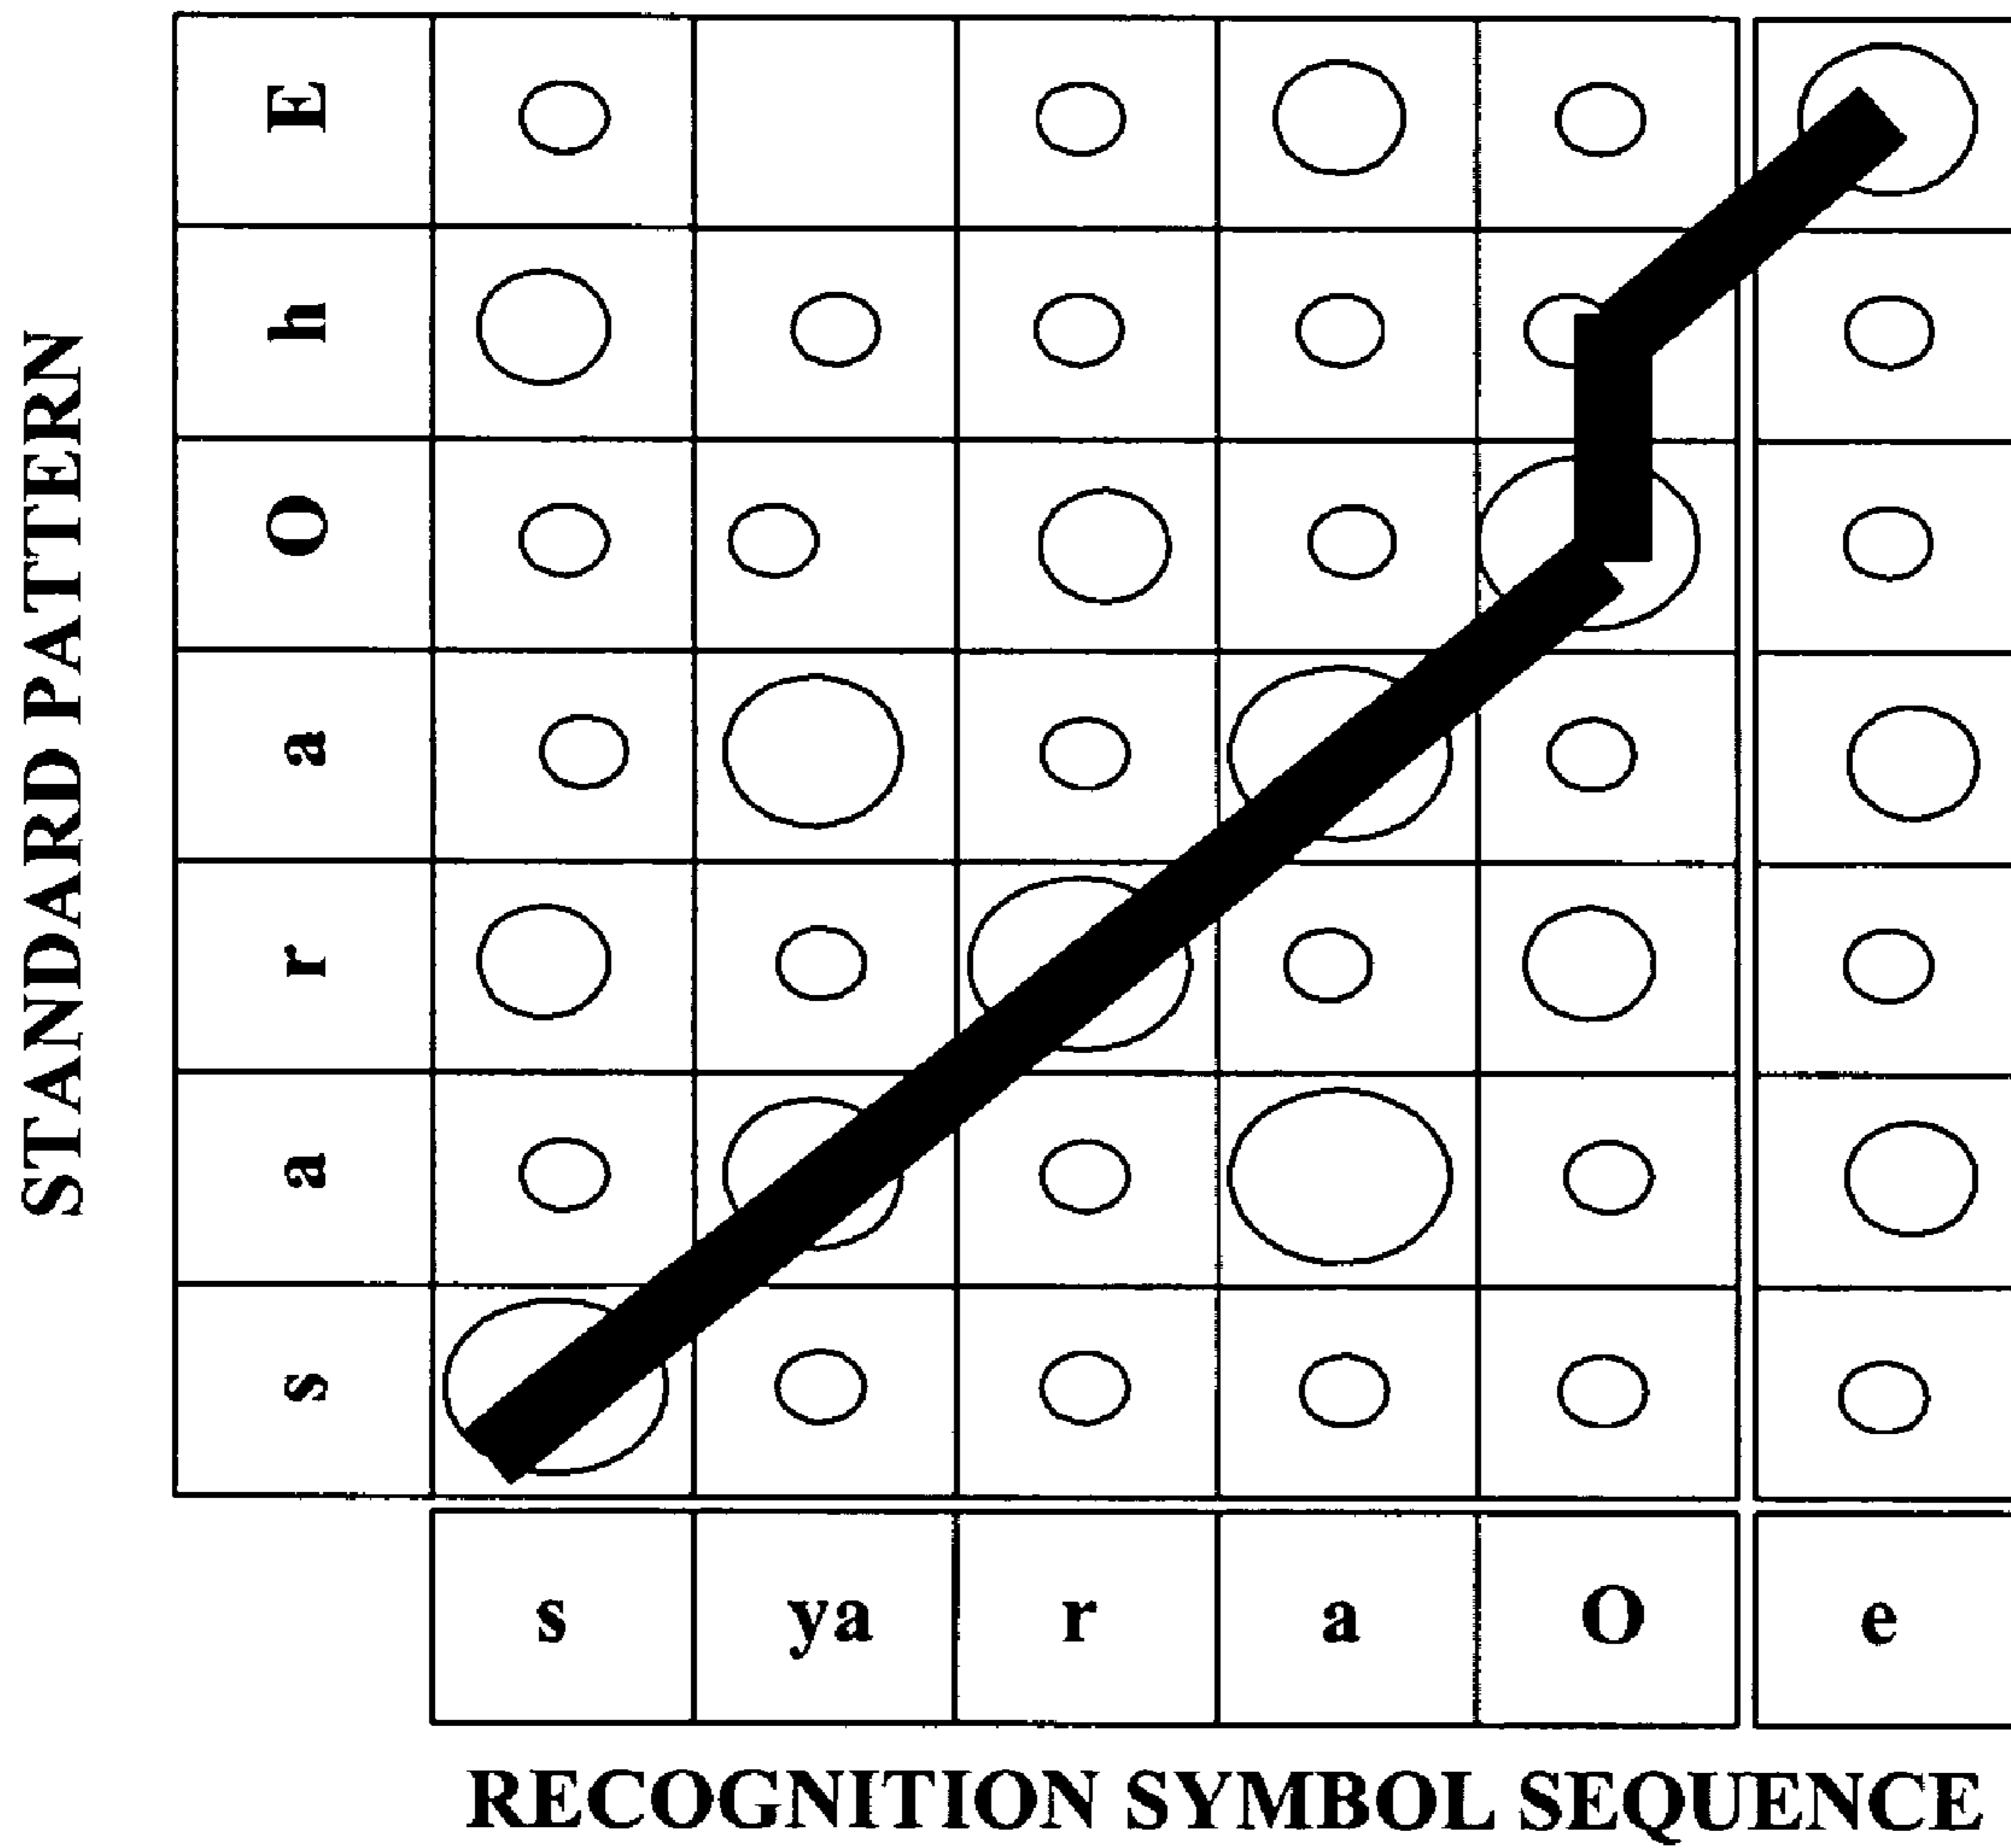 STANDARD PATTERN
E
h
O
a
r
a
s
s ya r a O e
RECOGNITION SYMBOL SEQUENCE